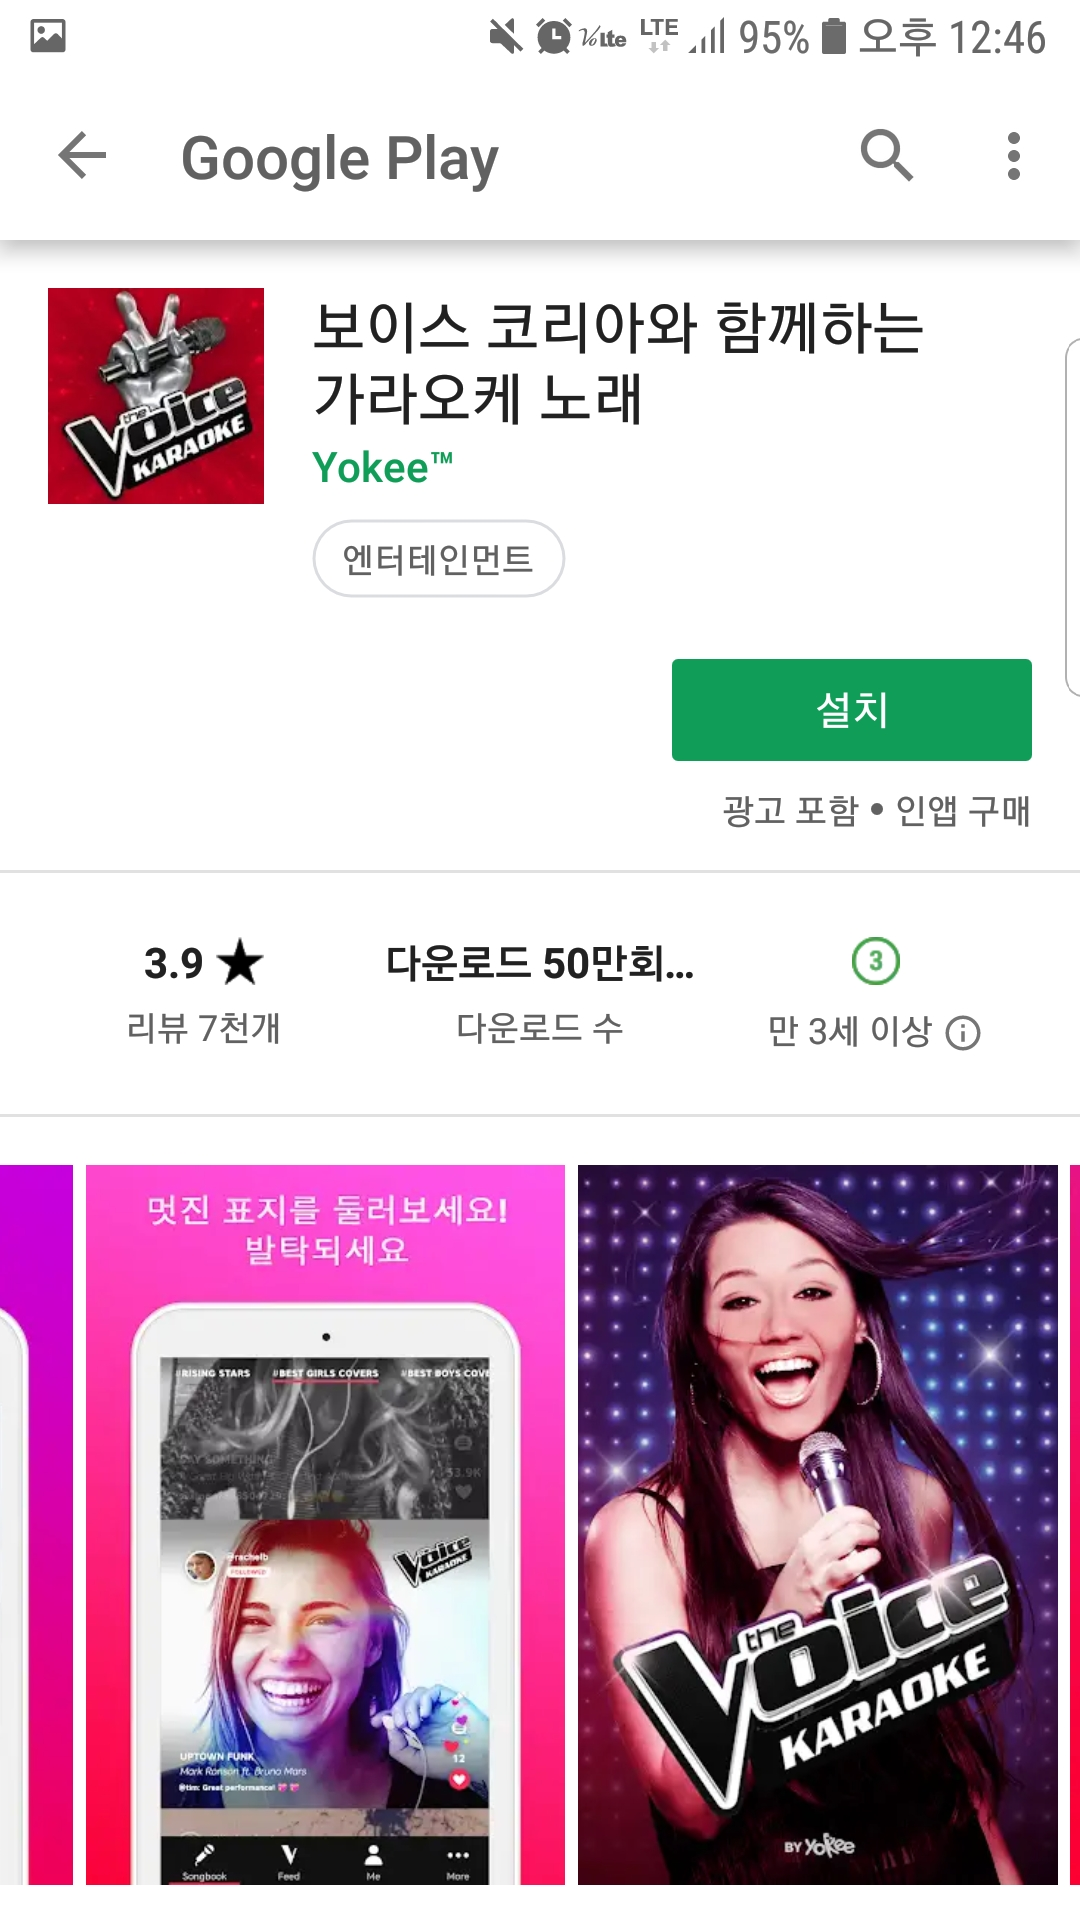 VoLTE LTE 95% 오후 12:46
Google Play
the Voice KARAOKE
보이스 코리아와 함께하는
가라오케 노래
Yokee™
엔터테인먼트
설치
광고 포함 • 인앱 구매
3.9 ★
리뷰 7천개
다운로드 50만회...
다운로드 수
3
만 3세 이상
멋진 표지를 둘러보세요!
발탁되세요
#RISING STARS #BEST GIRLS COVERS #BEST BOYS COVE
SAY SOMETHING
53.9K
@rachelb
FOLLOWED
the Voice KARAOKE
12
UPTOWN FUNK
Mark Ronson ft. Bruno Mars
@tim: Great performance!
Songbook Feed Me More
the Voice
KARAOKE
BY Yokee